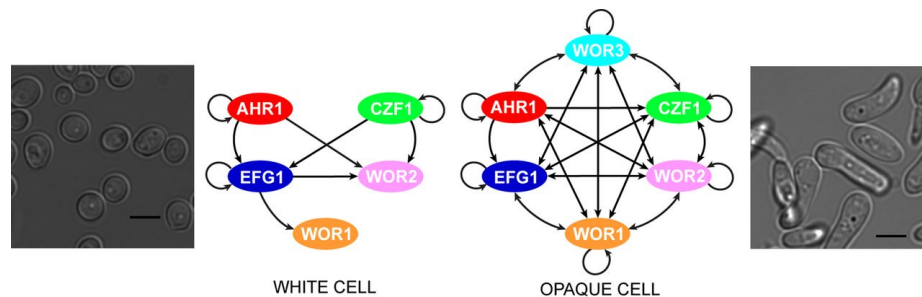 WOR3
AHR1
CZF1
AHR1
CZF1
EFG1
WOR2
EFG1
WOR2
WOR1
WOR1
WHITE CELL
OPAQUE CELL